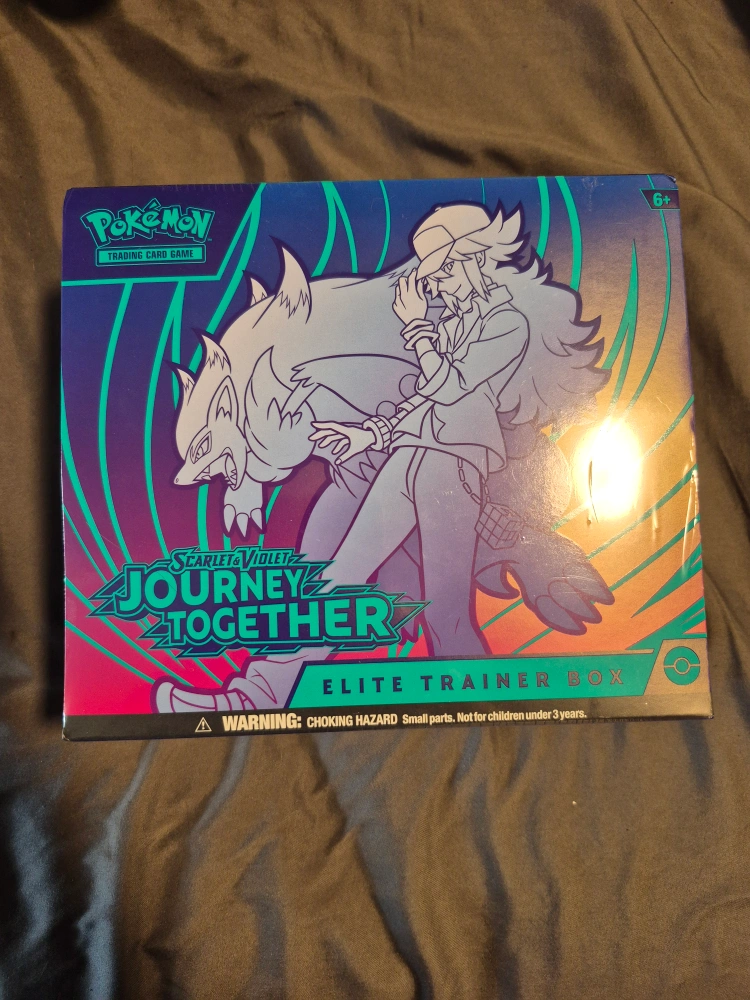 POKéMON
TRADING CARD GAME
6+
SCARLET & VIOLET
JOURNEY
TOGETHER
ELITE TRAINER BOX
WARNING: CHOKING HAZARD Small parts. Not for children under 3 years.